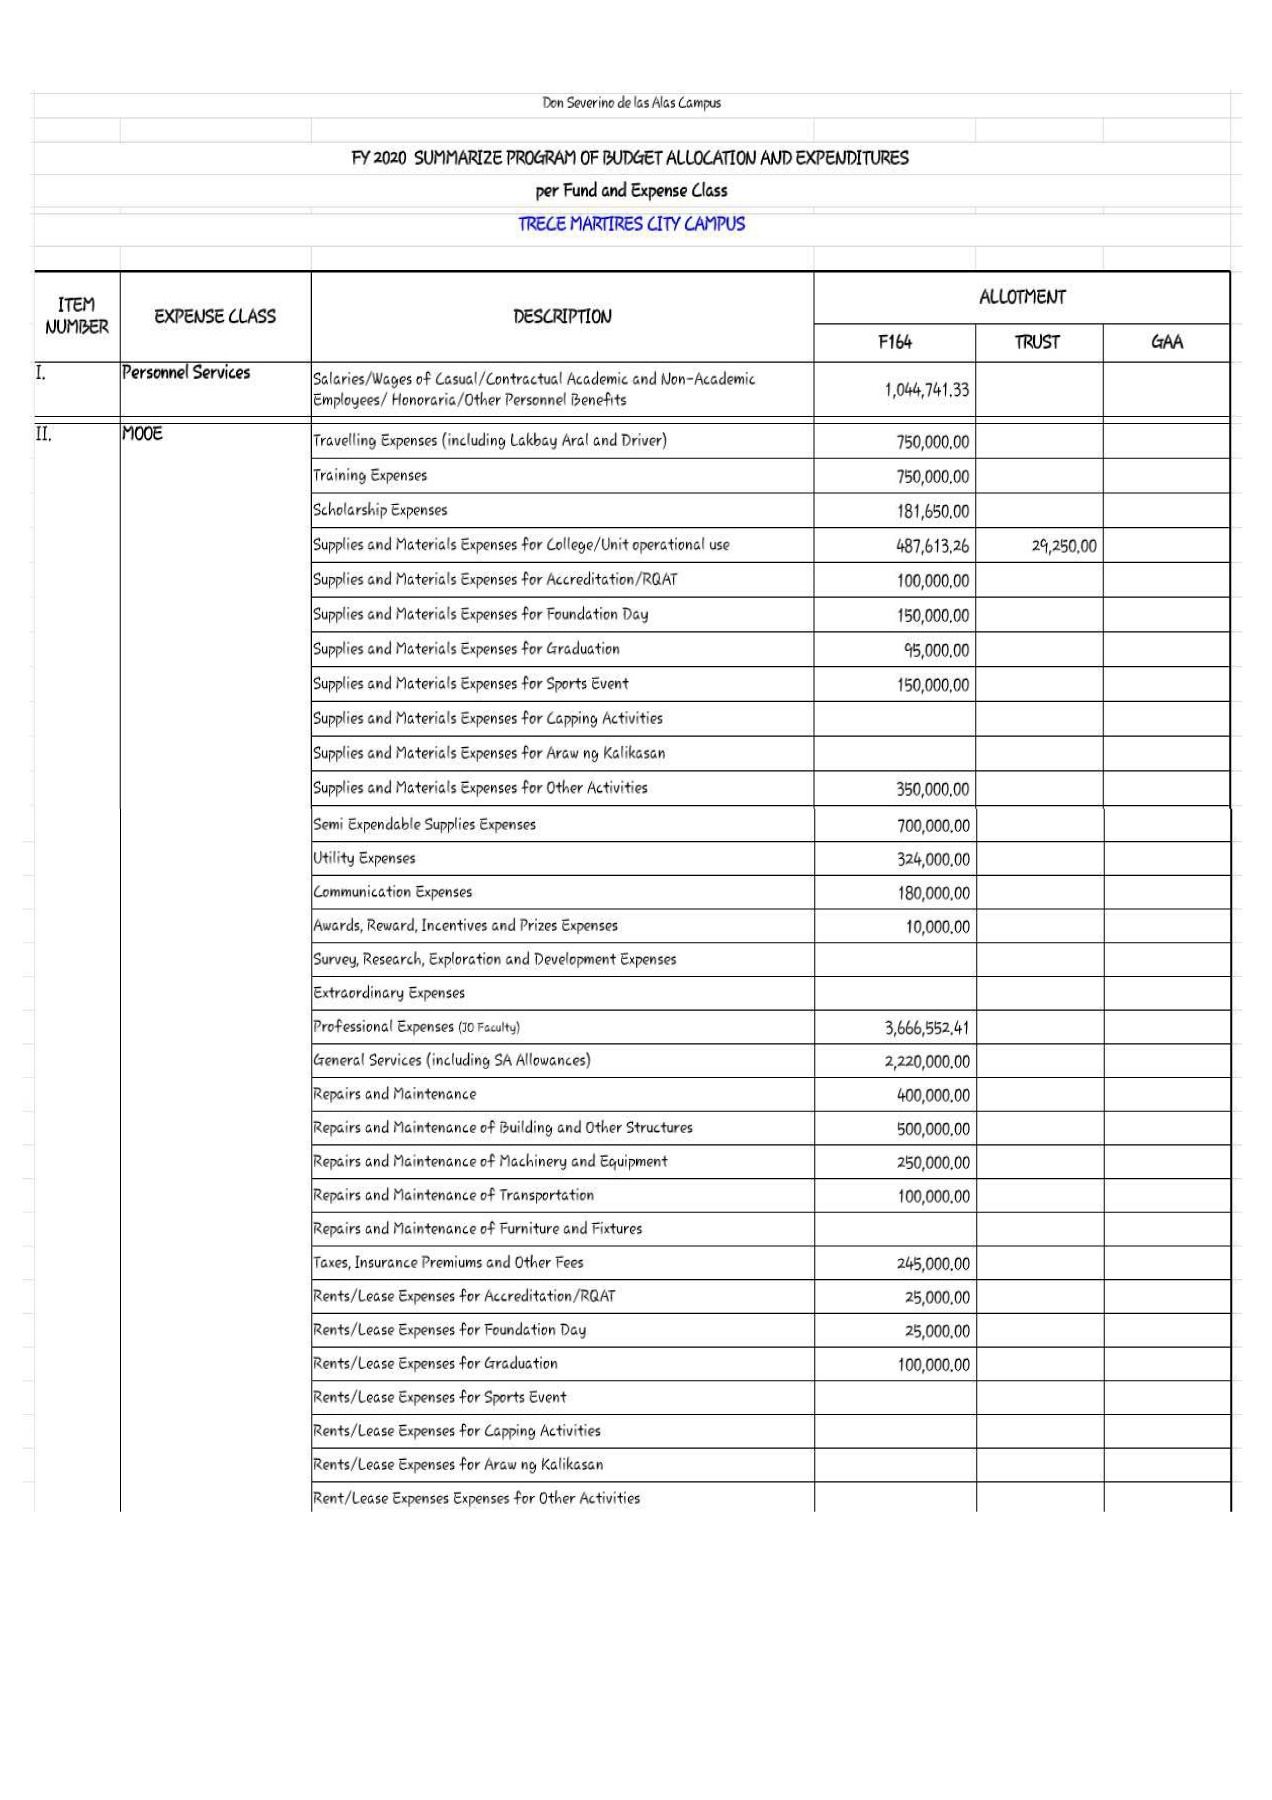 Don Severino de las Alas Campus
FY 2020 SUMMARIZE PROGRAM OF BUDGET ALLOCATION AND EXPENDITURES
per Fund and Expense Class
TRECE MARTIRES CITY CAMPUS
ITEM NUMBER EXPENSE CLASS DESCRIPTION ALLOTMENT
F164 TRUST GAA
I. Personnel Services Salaries/Wages of Casual/Contractual Academic and Non-Academic
Employees/ Honoraria/Other Personnel Benefits 1,044,741.33
II. MOOE Travelling Expenses (including Lakbay Aral and Driver) 750,000.00
Training Expenses 750,000.00
Scholarship Expenses 181,650.00
Supplies and Materials Expenses for College/Unit operational use 487,613.26 29,250.00
Supplies and Materials Expenses for Accreditation/RQAT 100,000.00
Supplies and Materials Expenses for Foundation Day 150,000.00
Supplies and Materials Expenses for Graduation 95,000.00
Supplies and Materials Expenses for Sports Event 150,000.00
Supplies and Materials Expenses for Capping Activities
Supplies and Materials Expenses for Araw ng Kalikasan
Supplies and Materials Expenses for Other Activities 350,000.00
Semi Expendable Supplies Expenses 700,000.00
Utility Expenses 324,000.00
Communication Expenses 180,000.00
Awards, Reward, Incentives and Prizes Expenses 10,000.00
Survey, Research, Exploration and Development Expenses
Extraordinary Expenses
Professional Expenses (JO Faculty) 3,666,552.41
General Services (including SA Allowances) 2,220,000.00
Repairs and Maintenance 400,000.00
Repairs and Maintenance of Building and Other Structures 500,000.00
Repairs and Maintenance of Machinery and Equipment 250,000.00
Repairs and Maintenance of Transportation 100,000.00
Repairs and Maintenance of Furniture and Fixtures
Taxes, Insurance Premiums and Other Fees 245,000.00
Rents/Lease Expenses for Accreditation/RQAT 25,000.00
Rents/Lease Expenses for Foundation Day 25,000.00
Rents/Lease Expenses for Graduation 100,000.00
Rents/Lease Expenses for Sports Event
Rents/Lease Expenses for Capping Activities
Rents/Lease Expenses for Araw ng Kalikasan
Rent/Lease Expenses Expenses for Other Activities